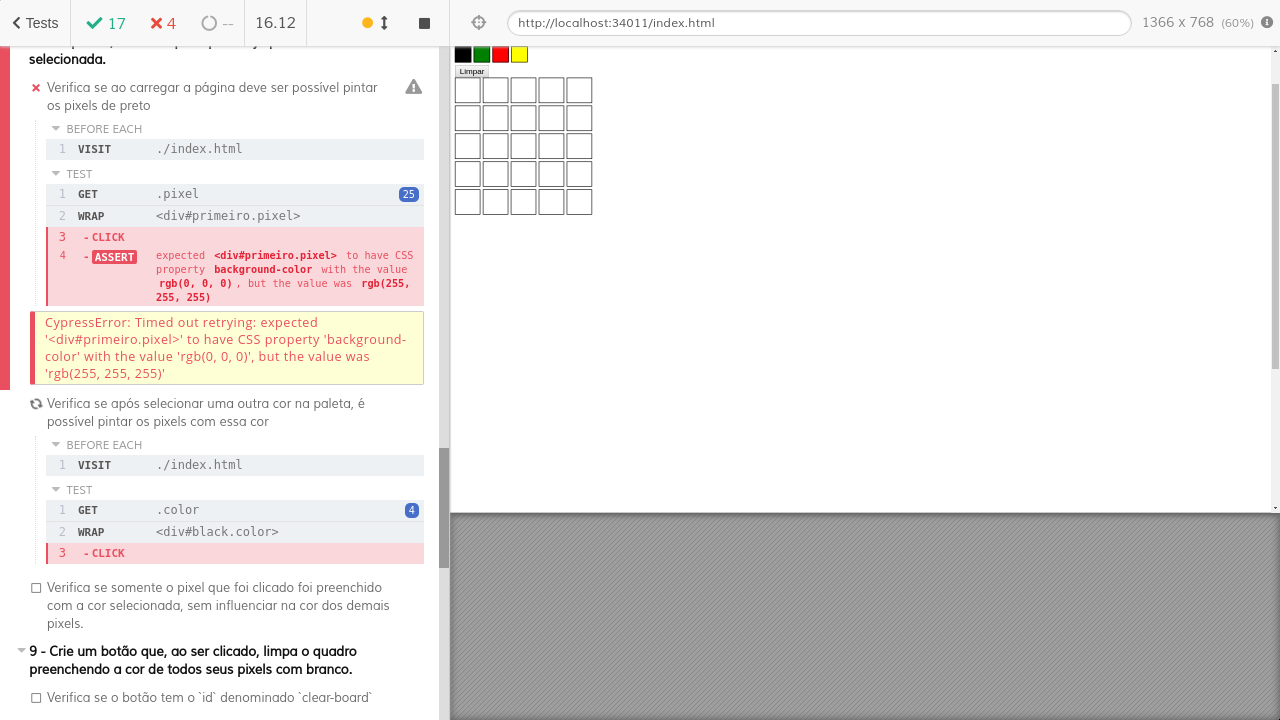 Tests 17 4 -- 16.12 http://localhost:34011/index.html 1366 x 768 (60%)
selecionada.
Verifica se ao carregar a página deve ser possível pintar
os pixels de preto
BEFORE EACH
1 VISIT ./index.html
TEST
1 GET .pixel 25
2 WRAP <div#primeiro.pixel>
3 -CLICK
4 -ASSERT expected <div#primeiro.pixel> to have CSS
property background-color with the value
rgb(0, 0, 0), but the value was rgb(255,
255, 255)
CypressError: Timed out retrying: expected
'<div#primeiro.pixel>' to have CSS property 'background-
color' with the value 'rgb(0, 0, 0)', but the value was
'rgb(255, 255, 255)'
Verifica se após selecionar uma outra cor na paleta, é
possível pintar os pixels com essa cor
BEFORE EACH
1 VISIT ./index.html
TEST
1 GET .color 4
2 WRAP <div#black.color>
3 -CLICK
Verifica se somente o pixel que foi clicado foi preenchido
com a cor selecionada, sem influenciar na cor dos demais
pixels.
9 - Crie um botão que, ao ser clicado, limpa o quadro
preenchendo a cor de todos seus pixels com branco.
Verifica se o botão tem o `id` denominado `clear-board`
Limpar